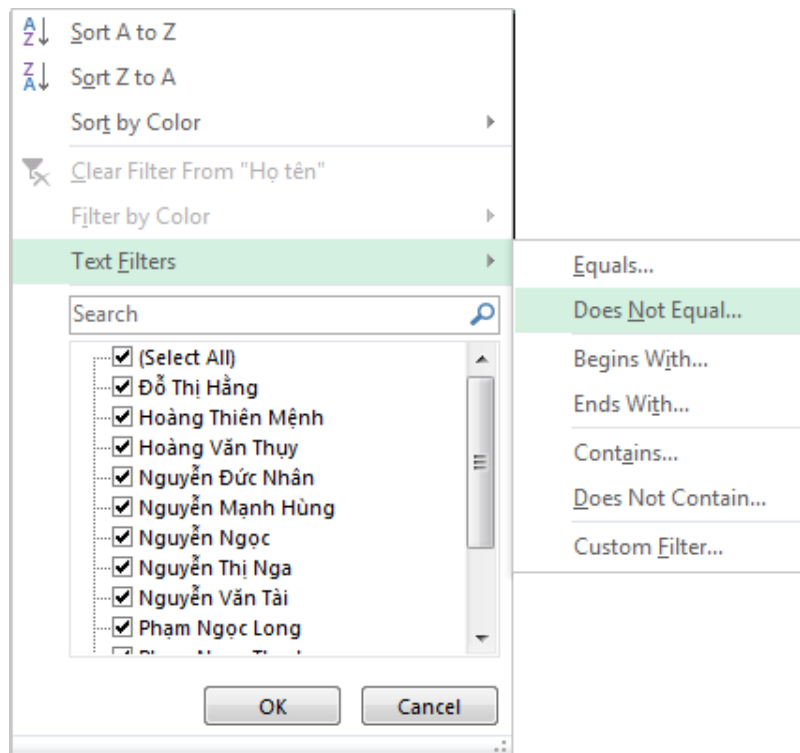 Sort A to Z
Sort Z to A
Sort by Color
Clear Filter From "Họ tên"
Filter by Color
Text Filters
Search
(Select All)
Đỗ Thị Hằng
Hoàng Thiên Mệnh
Hoàng Văn Thụy
Nguyễn Đức Nhân
Nguyễn Mạnh Hùng
Nguyễn Ngọc
Nguyễn Thị Nga
Nguyễn Văn Tài
Phạm Ngọc Long
OK Cancel
Equals...
Does Not Equal...
Begins With...
Ends With...
Contains...
Does Not Contain...
Custom Filter...